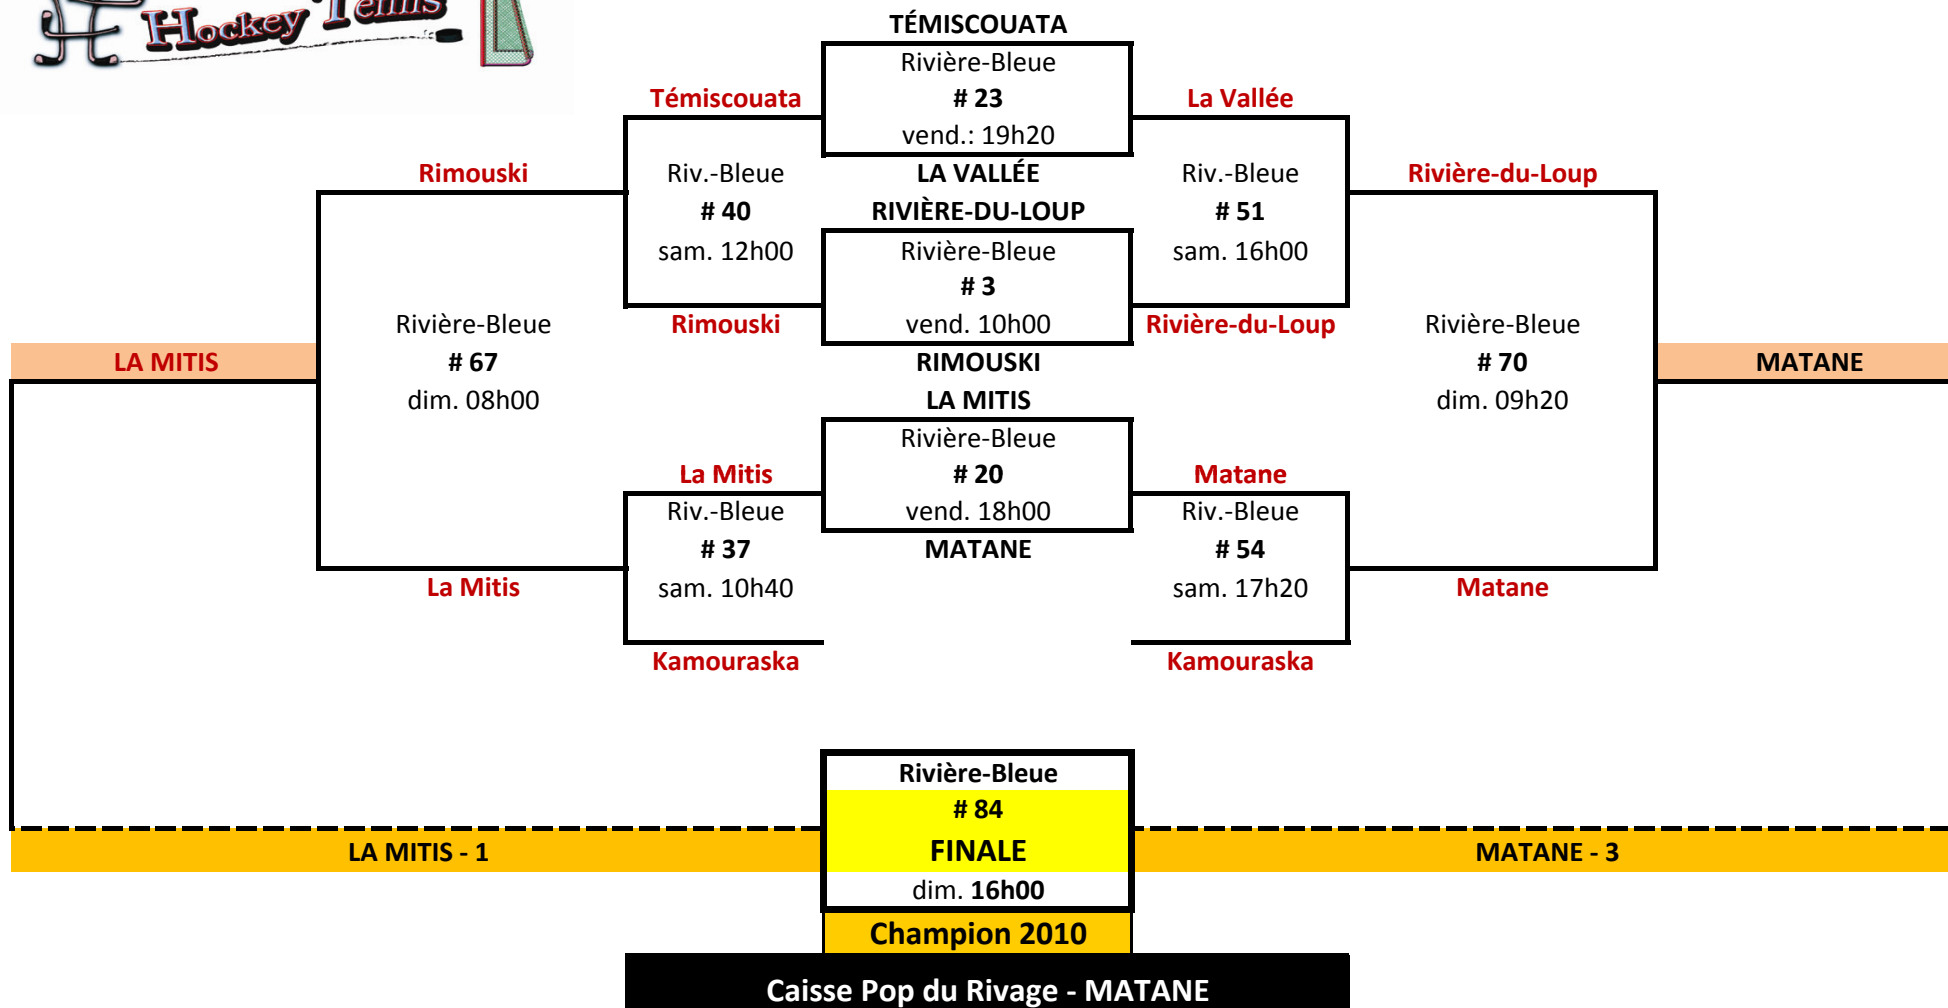 Hockey Témis
TÉMISCOUATA
Rivière-Bleue
Témiscouata
# 23
La Vallée
vend.: 19h20
Rimouski
Riv.-Bleue
LA VALLÉE
Riv.-Bleue
Rivière-du-Loup
# 40
RIVIÈRE-DU-LOUP
# 51
sam. 12h00
Rivière-Bleue
sam. 16h00
# 3
Rivière-Bleue
Rimouski
vend. 10h00
Rivière-du-Loup
Rivière-Bleue
LA MITIS
# 67
RIMOUSKI
# 70
MATANE
dim. 08h00
LA MITIS
dim. 09h20
Rivière-Bleue
La Mitis
# 20
Matane
Riv.-Bleue
vend. 18h00
Riv.-Bleue
# 37
MATANE
# 54
La Mitis
sam. 10h40
sam. 17h20
Matane
Kamouraska
Kamouraska
Rivière-Bleue
# 84
LA MITIS - 1
FINALE
MATANE - 3
dim. 16h00
Champion 2010
Caisse Pop du Rivage - MATANE